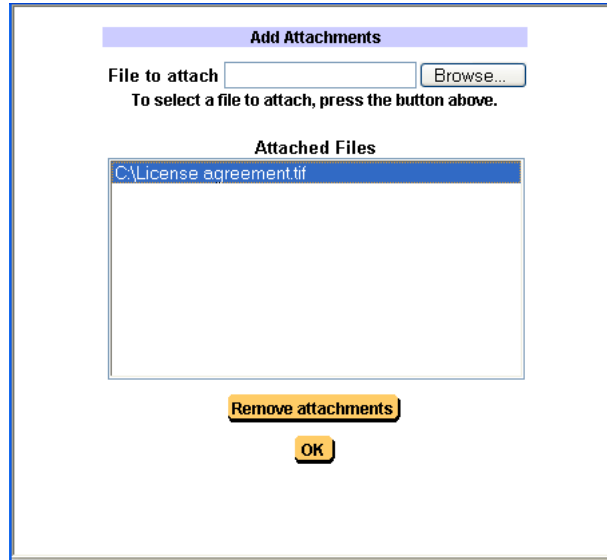 Add Attachments
File to attach Browse...
To select a file to attach, press the button above.
Attached Files
C:\License agreement.tif
Remove attachments
OK